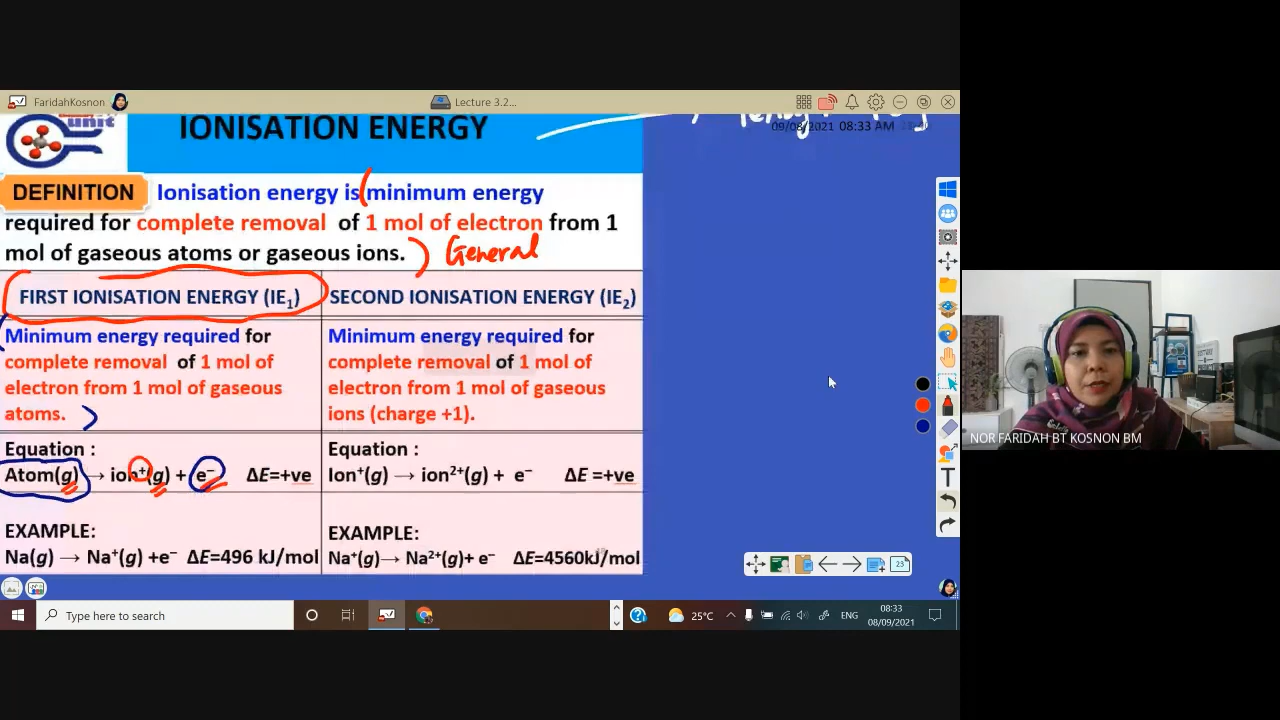 FaridahKosnon
Lecture 3.2...
unit
IONISATION ENERGY
09/08/2021 08:33 AM
DEFINITION Ionisation energy is (minimum energy
required for complete removal of 1 mol of electron from 1
mol of gaseous atoms or gaseous ions. ) General
FIRST IONISATION ENERGY (IE₁)
SECOND IONISATION ENERGY (IE₂)
Minimum energy required for
complete removal of 1 mol of
electron from 1 mol of gaseous
atoms.
Minimum energy required for
complete removal of 1 mol of
electron from 1 mol of gaseous
ions (charge +1).
Equation :
Atom(g) → ion⁺(g) + e⁻ ΔE=+ve
Equation :
Ion⁺(g) → ion²⁺(g) + e⁻ ΔE =+ve
EXAMPLE:
Na(g) → Na⁺(g) +e⁻ ΔE=496 kJ/mol
EXAMPLE:
Na⁺(g)→ Na²⁺(g)+ e⁻ ΔE=4560kJ/mol
NOR FARIDAH BT KOSNON BM
T
23
Type here to search
25°C
ENG
08:33
08/09/2021